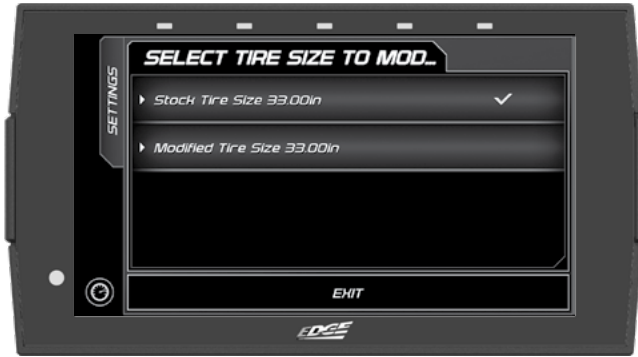 SELECT TIRE SIZE TO MOD...
SETTINGS
Stock Tire Size 33.00in
Modified Tire Size 33.00in
EXIT
EDGE